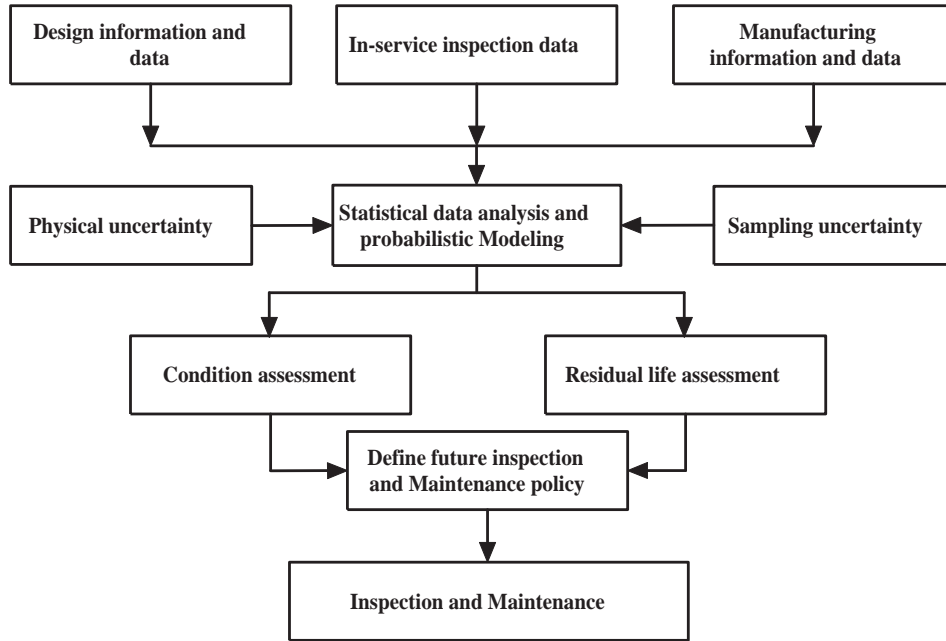 Design information and
data
In-service inspection data
Manufacturing
information and data
Physical uncertainty
Statistical data analysis and
probabilistic Modeling
Sampling uncertainty
Condition assessment
Residual life assessment
Define future inspection
and Maintenance policy
Inspection and Maintenance